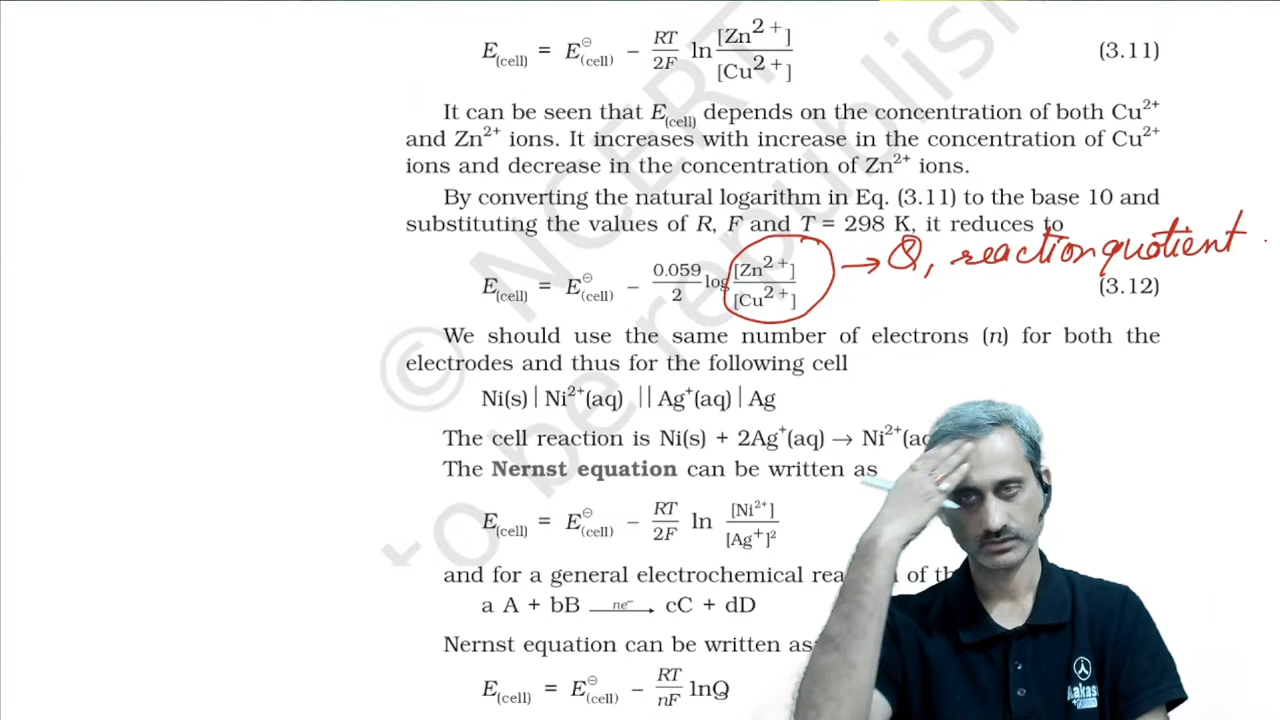 E(cell) = E⊖(cell) − RT/2F ln [Zn2+]/[Cu2+] (3.11)
It can be seen that E(cell) depends on the concentration of both Cu2+
and Zn2+ ions. It increases with increase in the concentration of Cu2+
ions and decrease in the concentration of Zn2+ ions.
By converting the natural logarithm in Eq. (3.11) to the base 10 and
substituting the values of R, F and T = 298 K, it reduces to
E(cell) = E⊖(cell) − 0.059/2 log [Zn2+]/[Cu2+] → Q, reaction quotient (3.12)
We should use the same number of electrons (n) for both the
electrodes and thus for the following cell
Ni(s) | Ni2+(aq) || Ag+(aq) | Ag
The cell reaction is Ni(s) + 2Ag+(aq) → Ni2+(aq
The Nernst equation can be written as
E(cell) = E⊖(cell) − RT/2F ln [Ni2+]/[Ag+]2
and for a general electrochemical rea of th
a A + bB ne−→ cC + dD
Nernst equation can be written as
E(cell) = E⊖(cell) − RT/nF lnQ
© NCERT
to be republish
Aakash